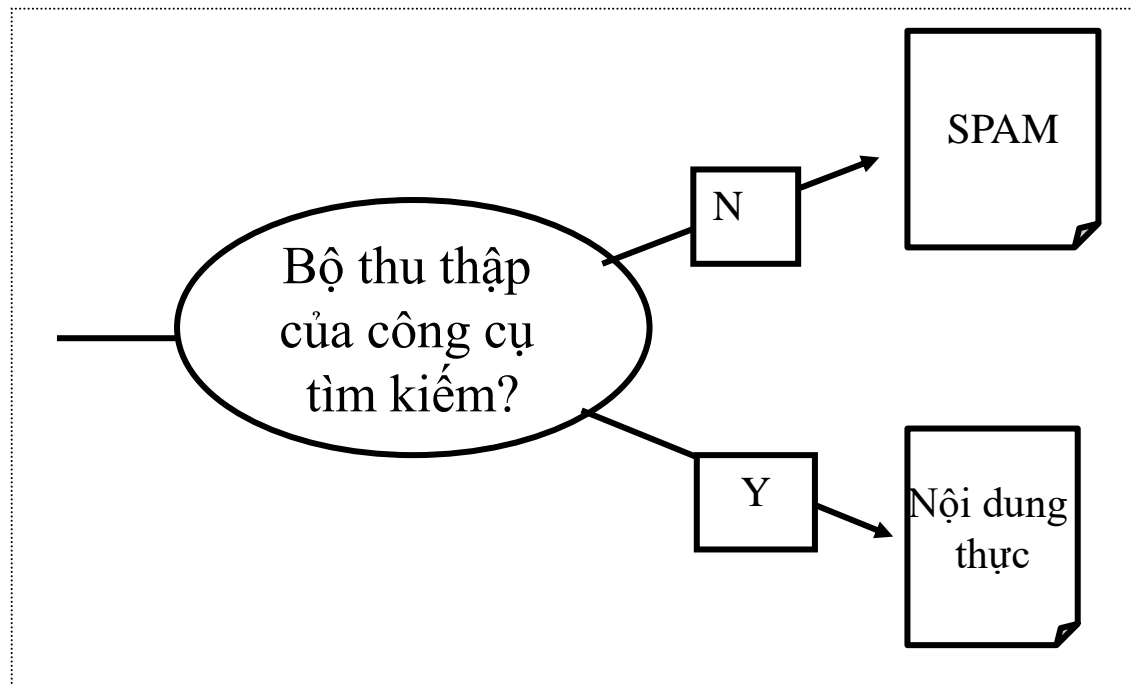 SPAM
N
Bộ thu thập
của công cụ
tìm kiếm?
Y
Nội dung
thực